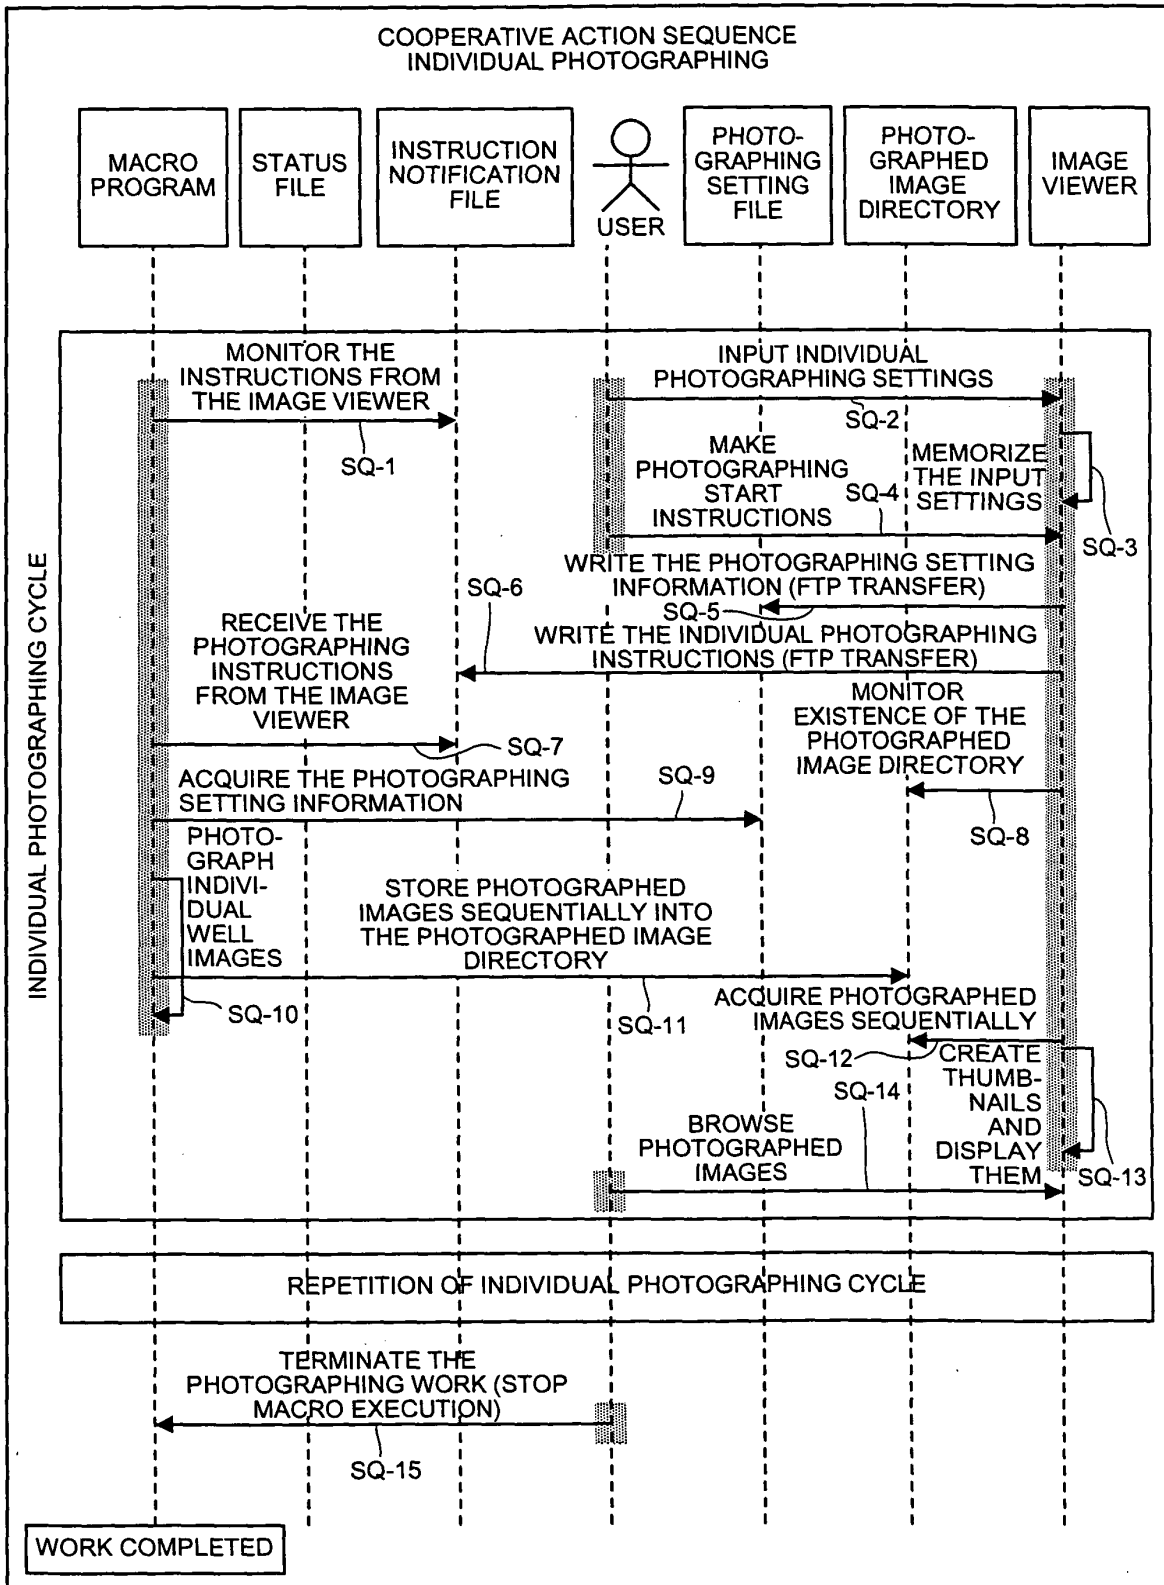 COOPERATIVE ACTION SEQUENCE
INDIVIDUAL PHOTOGRAPHING
MACRO
PROGRAM
STATUS
FILE
INSTRUCTION
NOTIFICATION
FILE
USER
PHOTO-
GRAPHING
SETTING
FILE
PHOTO-
GRAPHED
IMAGE
DIRECTORY
IMAGE
VIEWER
INDIVIDUAL PHOTOGRAPHING CYCLE
MONITOR THE
INSTRUCTIONS FROM
THE IMAGE VIEWER
SQ-1
INPUT INDIVIDUAL
PHOTOGRAPHING SETTINGS
SQ-2
MEMORIZE
THE INPUT
SETTINGS
SQ-3
MAKE
PHOTOGRAPHING
START
INSTRUCTIONS
SQ-4
WRITE THE PHOTOGRAPHING SETTING
INFORMATION (FTP TRANSFER)
SQ-5
SQ-6
WRITE THE INDIVIDUAL PHOTOGRAPHING
INSTRUCTIONS (FTP TRANSFER)
RECEIVE THE
PHOTOGRAPHING
INSTRUCTIONS
FROM THE IMAGE
VIEWER
SQ-7
MONITOR
EXISTENCE OF THE
PHOTOGRAPHED
IMAGE DIRECTORY
SQ-8
ACQUIRE THE PHOTOGRAPHING
SETTING INFORMATION
SQ-9
PHOTO-
GRAPH
INDIVI-
DUAL
WELL
IMAGES
SQ-10
STORE PHOTOGRAPHED
IMAGES SEQUENTIALLY INTO
THE PHOTOGRAPHED IMAGE
DIRECTORY
SQ-11
ACQUIRE PHOTOGRAPHED
IMAGES SEQUENTIALLY
SQ-12
CREATE
THUMB-
NAILS
AND
DISPLAY
THEM
SQ-13
SQ-14
BROWSE
PHOTOGRAPHED
IMAGES
REPETITION OF INDIVIDUAL PHOTOGRAPHING CYCLE
TERMINATE THE
PHOTOGRAPHING WORK (STOP
MACRO EXECUTION)
SQ-15
WORK COMPLETED